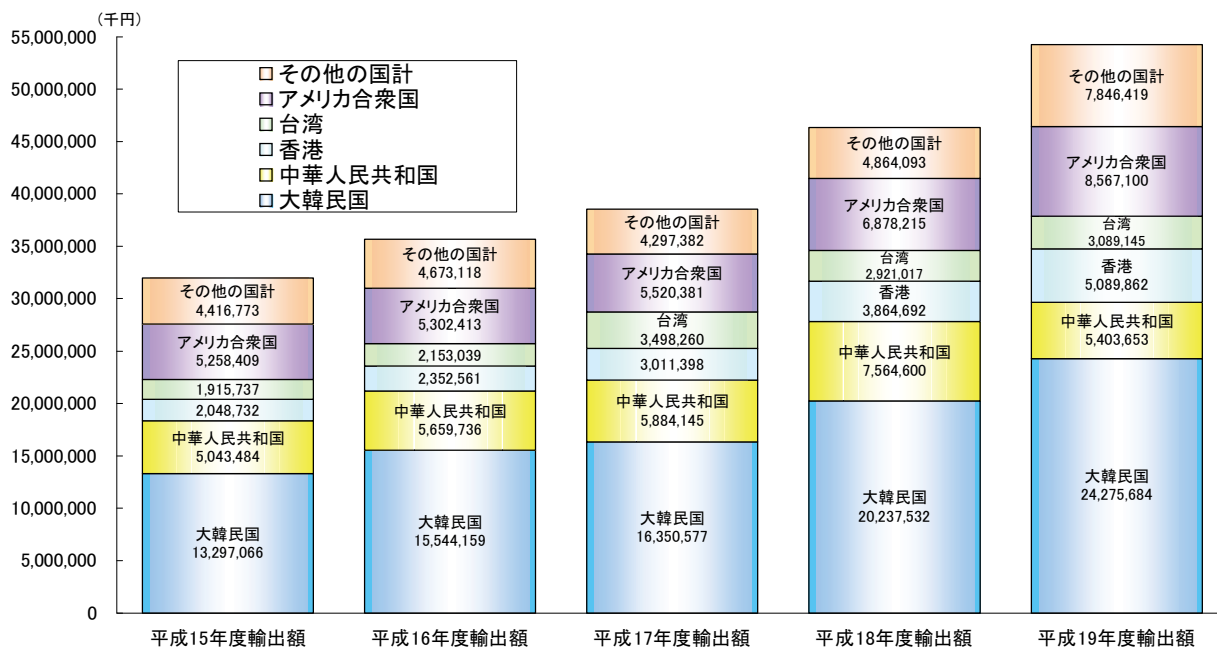 （千円）
55,000,000
50,000,000
45,000,000
40,000,000
35,000,000
30,000,000
25,000,000
20,000,000
15,000,000
10,000,000
5,000,000
0
その他の国計
アメリカ合衆国
台湾
香港
中華人民共和国
大韓民国
その他の国計
4,416,773
アメリカ合衆国
5,258,409
1,915,737
2,048,732
中華人民共和国
5,043,484
大韓民国
13,297,066
その他の国計
4,673,118
アメリカ合衆国
5,302,413
2,153,039
2,352,561
中華人民共和国
5,659,736
大韓民国
15,544,159
その他の国計
4,297,382
アメリカ合衆国
5,520,381
台湾
3,498,260
3,011,398
中華人民共和国
5,884,145
大韓民国
16,350,577
その他の国計
4,864,093
アメリカ合衆国
6,878,215
台湾
2,921,017
香港
3,864,692
中華人民共和国
7,564,600
大韓民国
20,237,532
その他の国計
7,846,419
アメリカ合衆国
8,567,100
台湾
3,089,145
香港
5,089,862
中華人民共和国
5,403,653
大韓民国
24,275,684
平成15年度輸出額
平成16年度輸出額
平成17年度輸出額
平成18年度輸出額
平成19年度輸出額